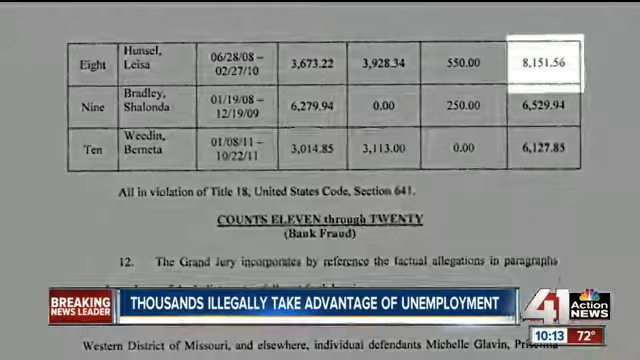 Eight Hunsel, Leisa 06/28/08 – 02/27/10 3,673.22 3,928.34 550.00 8,151.56
Nine Bradley, Shalonda 01/19/08 – 12/19/09 6,279.94 0.00 250.00 6,529.94
Ten Weedin, Berneta 01/08/11 – 10/22/11 3,014.85 3,113.00 0.00 6,127.85
All in violation of Title 18, United States Code, Section 641.
COUNTS ELEVEN through TWENTY
(Bank Fraud)
12. The Grand Jury incorporates by reference the factual allegations in paragraphs
BREAKING
NEWS LEADER
THOUSANDS ILLEGALLY TAKE ADVANTAGE OF UNEMPLOYMENT
41 Action
NEWS
10:13 72°
Western District of Missouri, and elsewhere, individual defendants Michelle Glavin,